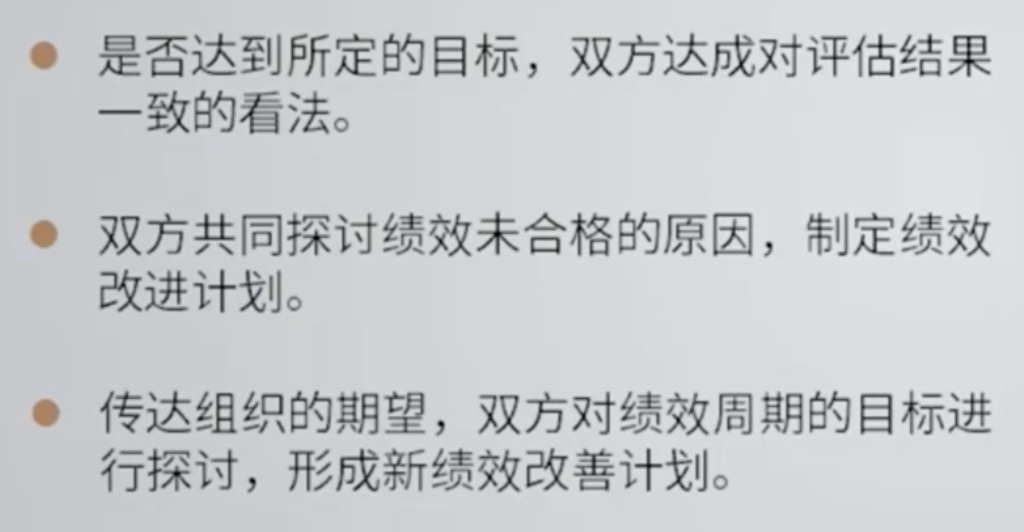 是否达到所定的目标，双方达成对评估结果
一致的看法。
双方共同探讨绩效未合格的原因，制定绩效
改进计划。
传达组织的期望，双方对绩效周期的目标进
行探讨，形成新绩效改善计划。